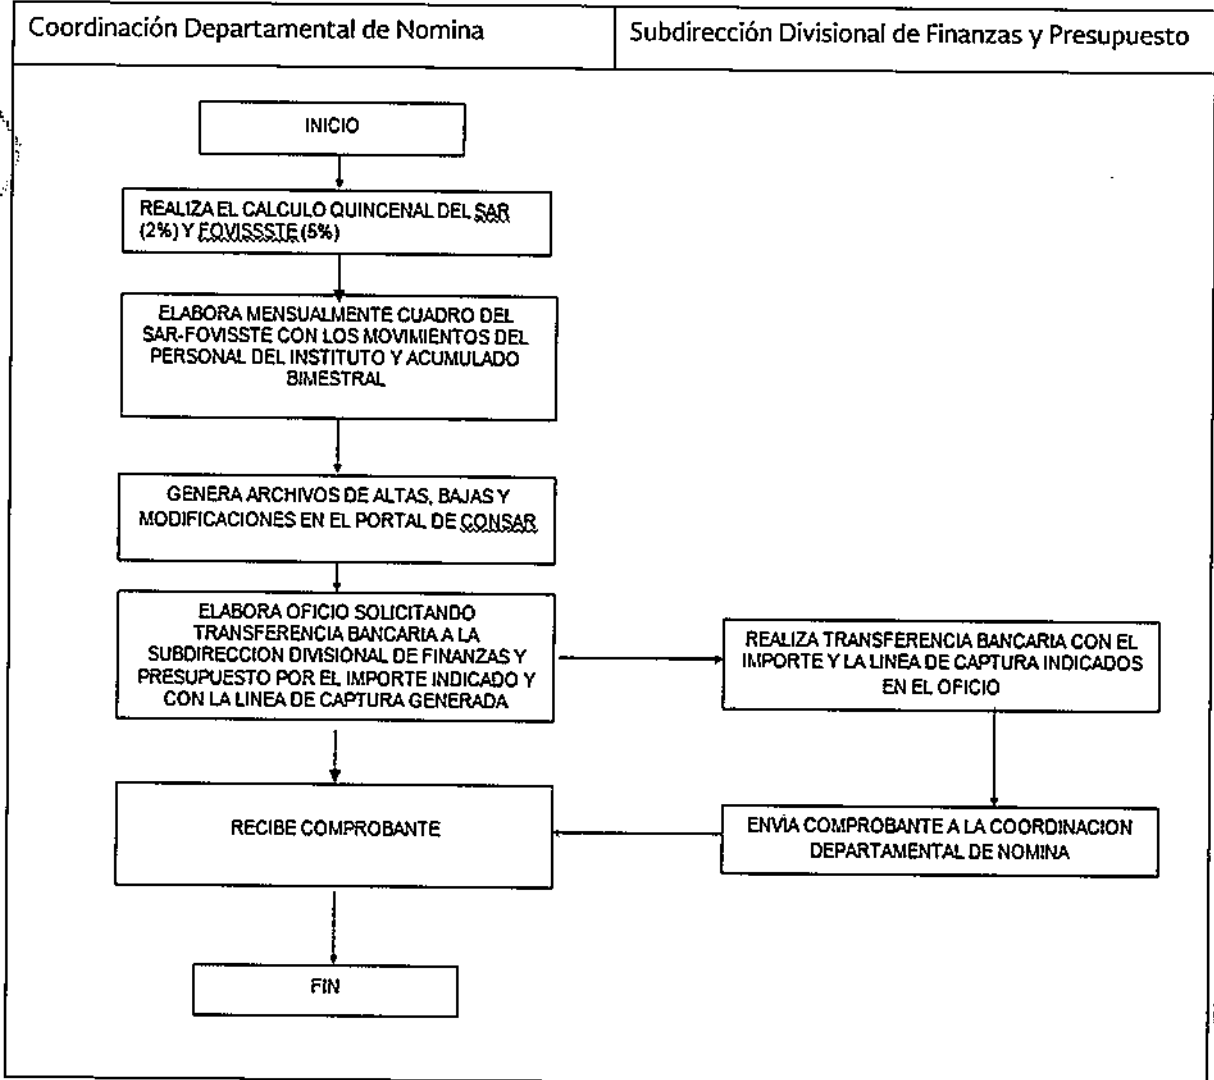 Coordinación Departamental de Nomina
Subdirección Divisional de Finanzas y Presupuesto
INICIO
REALIZA EL CALCULO QUINCENAL DEL SAR
(2%) Y FOVISSSTE (5%)
ELABORA MENSUALMENTE CUADRO DEL
SAR-FOVISSTE CON LOS MOVIMIENTOS DEL
PERSONAL DEL INSTITUTO Y ACUMULADO
BIMESTRAL
GENERA ARCHIVOS DE ALTAS, BAJAS Y
MODIFICACIONES EN EL PORTAL DE CONSAR
ELABORA OFICIO SOLICITANDO
TRANSFERENCIA BANCARIA A LA
SUBDIRECCION DIVISIONAL DE FINANZAS Y
PRESUPUESTO POR EL IMPORTE INDICADO Y
CON LA LINEA DE CAPTURA GENERADA
REALIZA TRANSFERENCIA BANCARIA CON EL
IMPORTE Y LA LINEA DE CAPTURA INDICADOS
EN EL OFICIO
RECIBE COMPROBANTE
ENVÍA COMPROBANTE A LA COORDINACION
DEPARTAMENTAL DE NOMINA
FIN